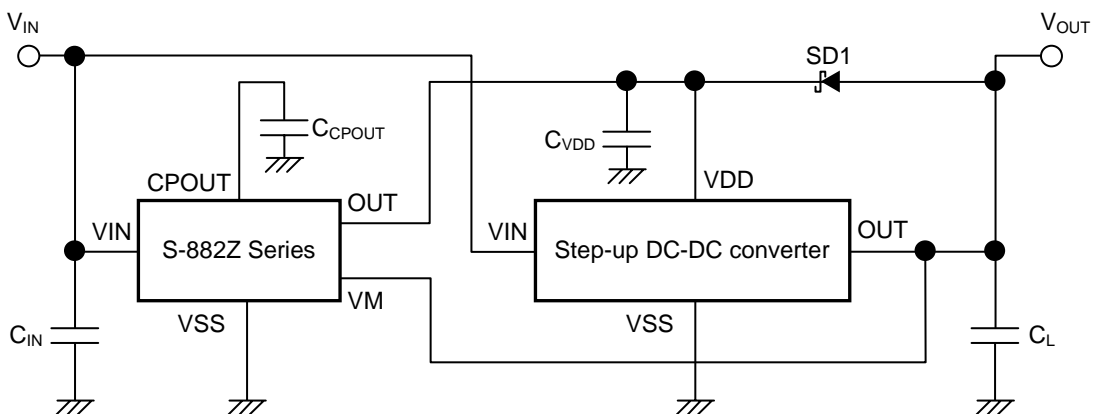 VIN
VOUT
SD1
CCPOUT
CVDD
CPOUT
OUT
VDD
VIN
S-882Z Series
VIN
Step-up DC-DC converter
OUT
VM
VSS
VSS
CIN
CL